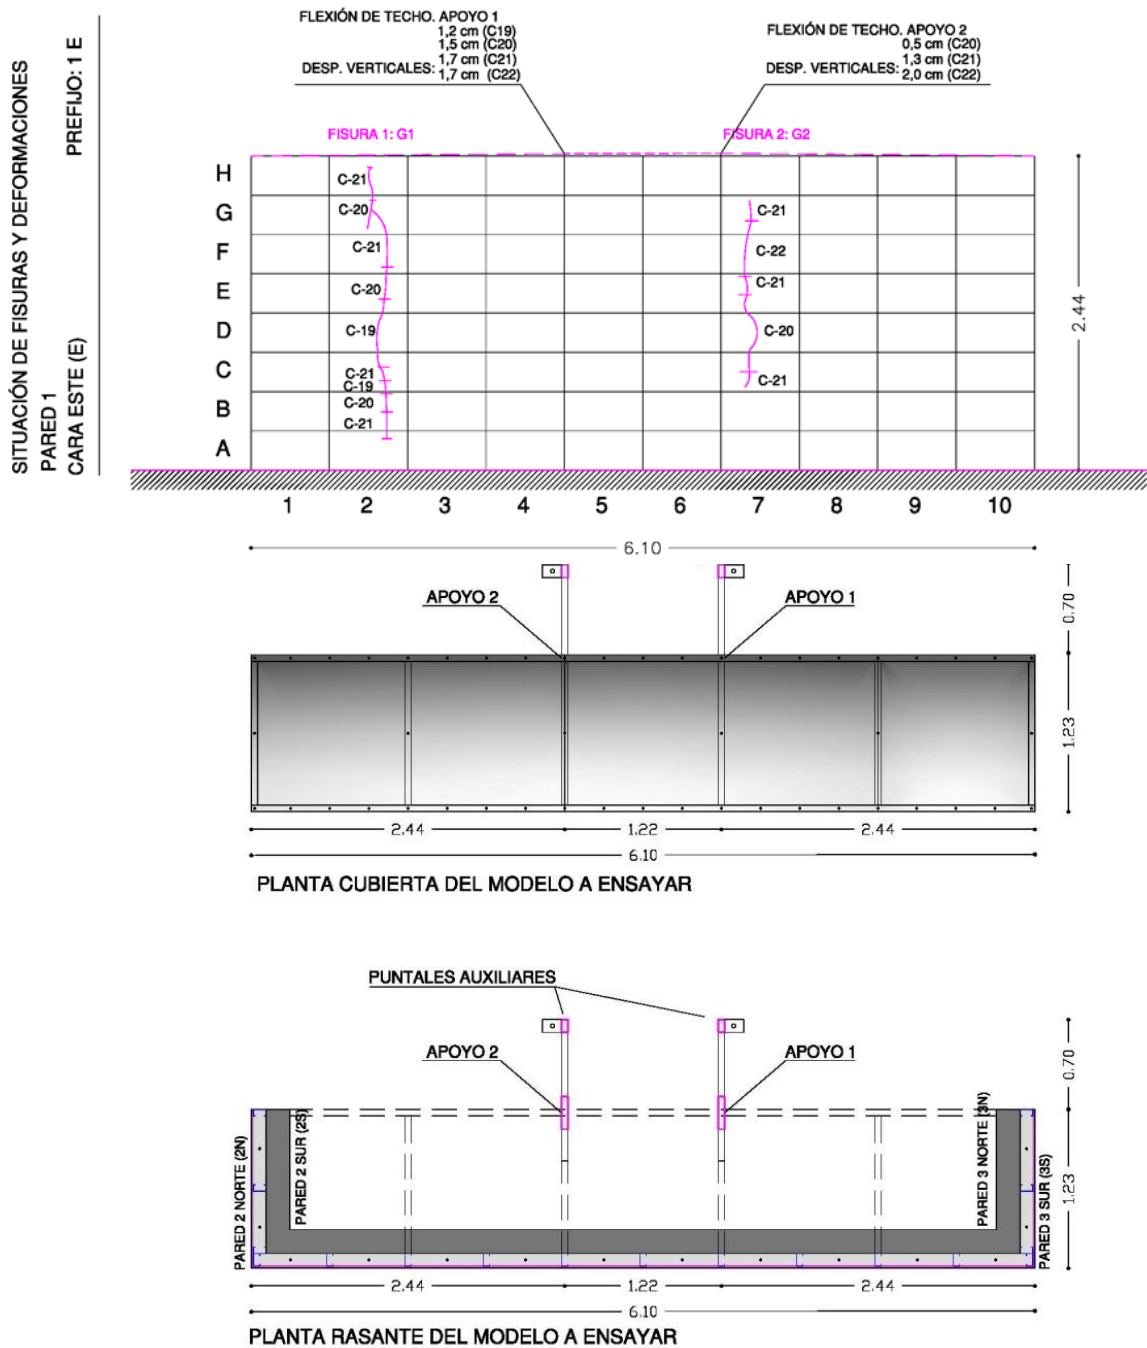 SITUACIÓN DE FISURAS Y DEFORMACIONES
PARED 1
CARA ESTE (E)
PREFIJO: 1 E
FLEXIÓN DE TECHO. APOYO 1
1,2 cm (C19)
1,5 cm (C20)
1,7 cm (C21)
DESP. VERTICALES: 1,7 cm (C22)
FLEXIÓN DE TECHO. APOYO 2
0,5 cm (C20)
1,3 cm (C21)
DESP. VERTICALES: 2,0 cm (C22)
FISURA 1: G1
FISURA 2: G2
H
G
F
E
D
C
B
A
C-21
C-20
C-21
C-20
C-19
C-21
C-19
C-20
C-21
C-21
C-22
C-21
C-20
C-21
2.44
1 2 3 4 5 6 7 8 9 10
6.10
APOYO 2
APOYO 1
0.70
1.23
2.44 1.22 2.44
6.10
PLANTA CUBIERTA DEL MODELO A ENSAYAR
PUNTALES AUXILIARES
APOYO 2
APOYO 1
0.70
1.23
PARED 2 NORTE (2N)
PARED 2 SUR (2S)
PARED 3 NORTE (3N)
PARED 3 SUR (3S)
2.44 1.22 2.44
6.10
PLANTA RASANTE DEL MODELO A ENSAYAR